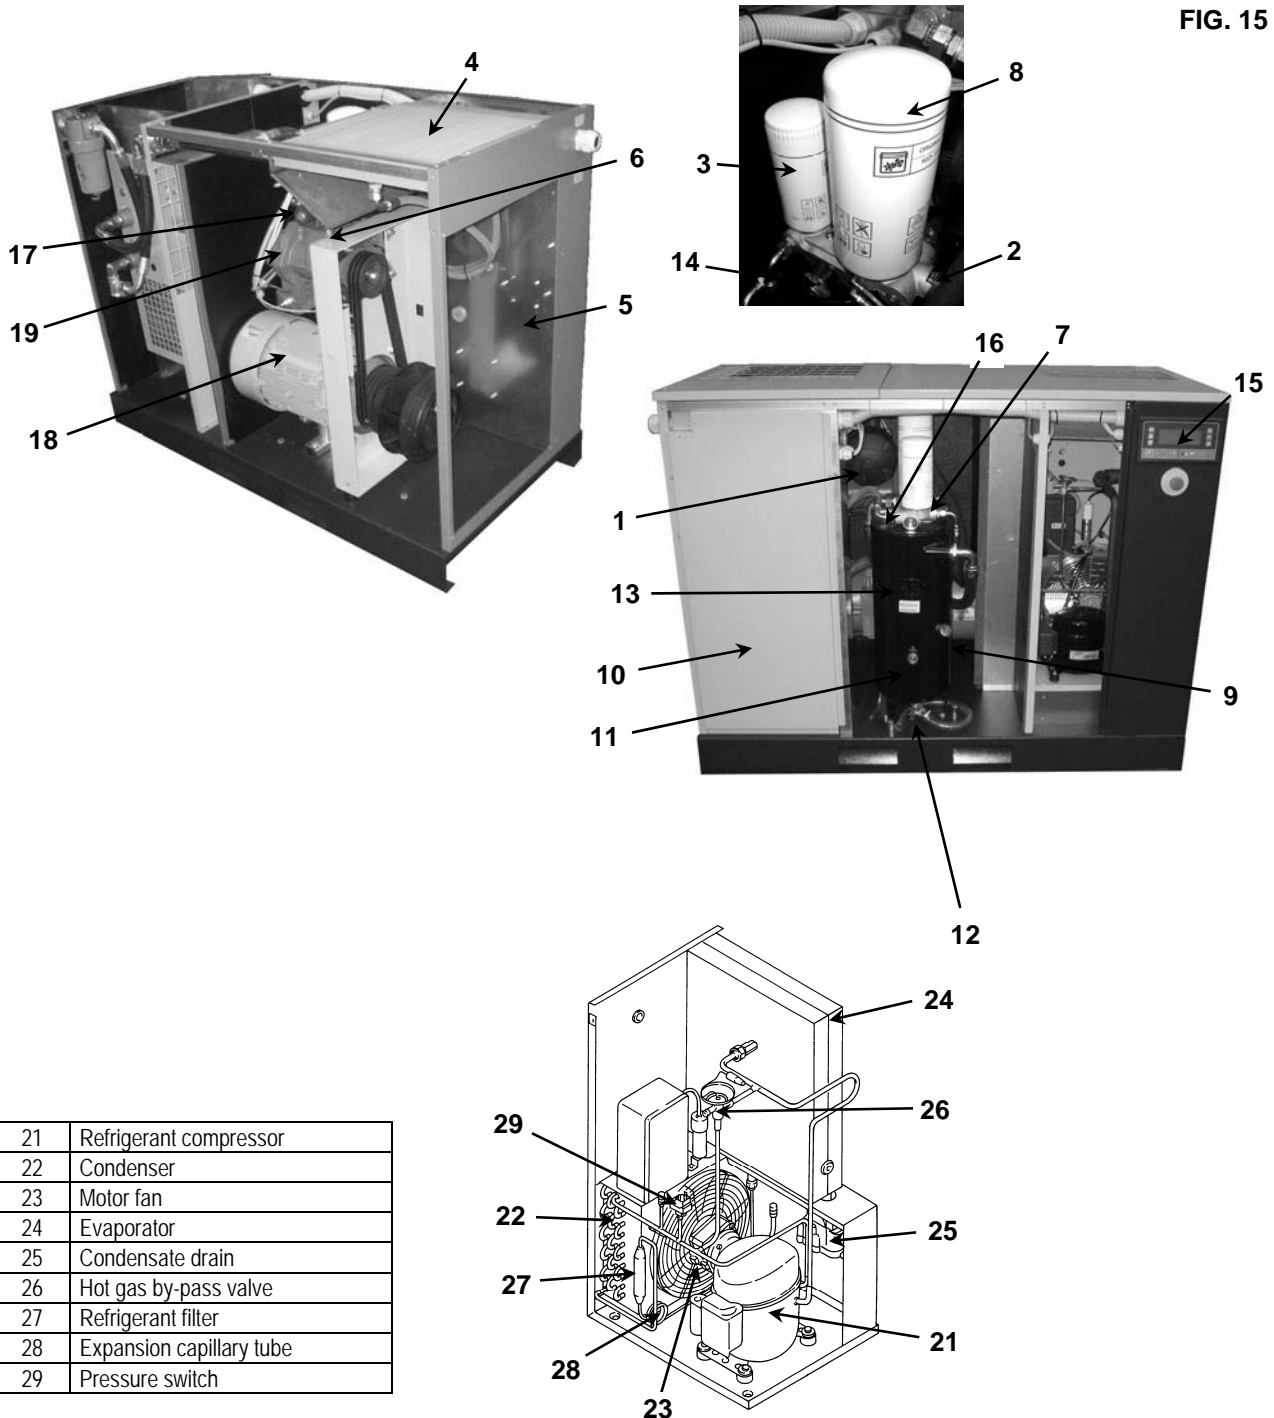 FIG. 15
4
8
6
3
17
2
14
5
19
16
7
15
18
1
13
10
9
11
12
24
26
29
22
25
27
21
28
23
21 Refrigerant compressor
22 Condenser
23 Motor fan
24 Evaporator
25 Condensate drain
26 Hot gas by-pass valve
27 Refrigerant filter
28 Expansion capillary tube
29 Pressure switch